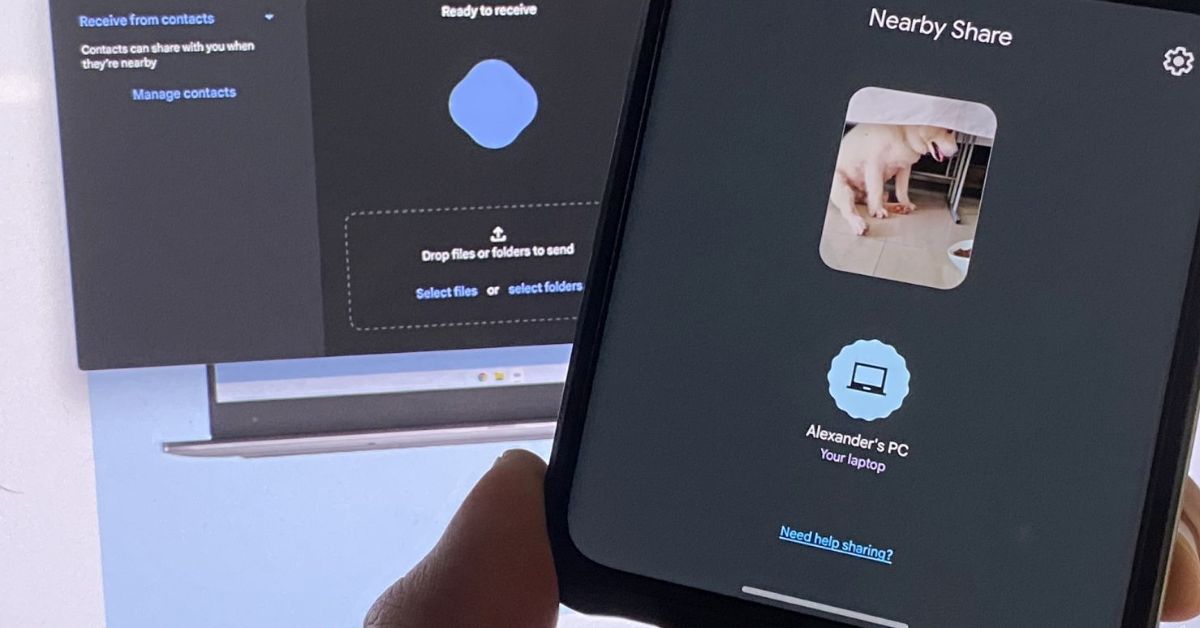 Receive from contacts
Contacts can share with you when
they're nearby
Manage contacts
Ready to receive
Drop files or folders to send
Select files or select folders
Nearby Share
Alexander's PC
Your laptop
Need help sharing?